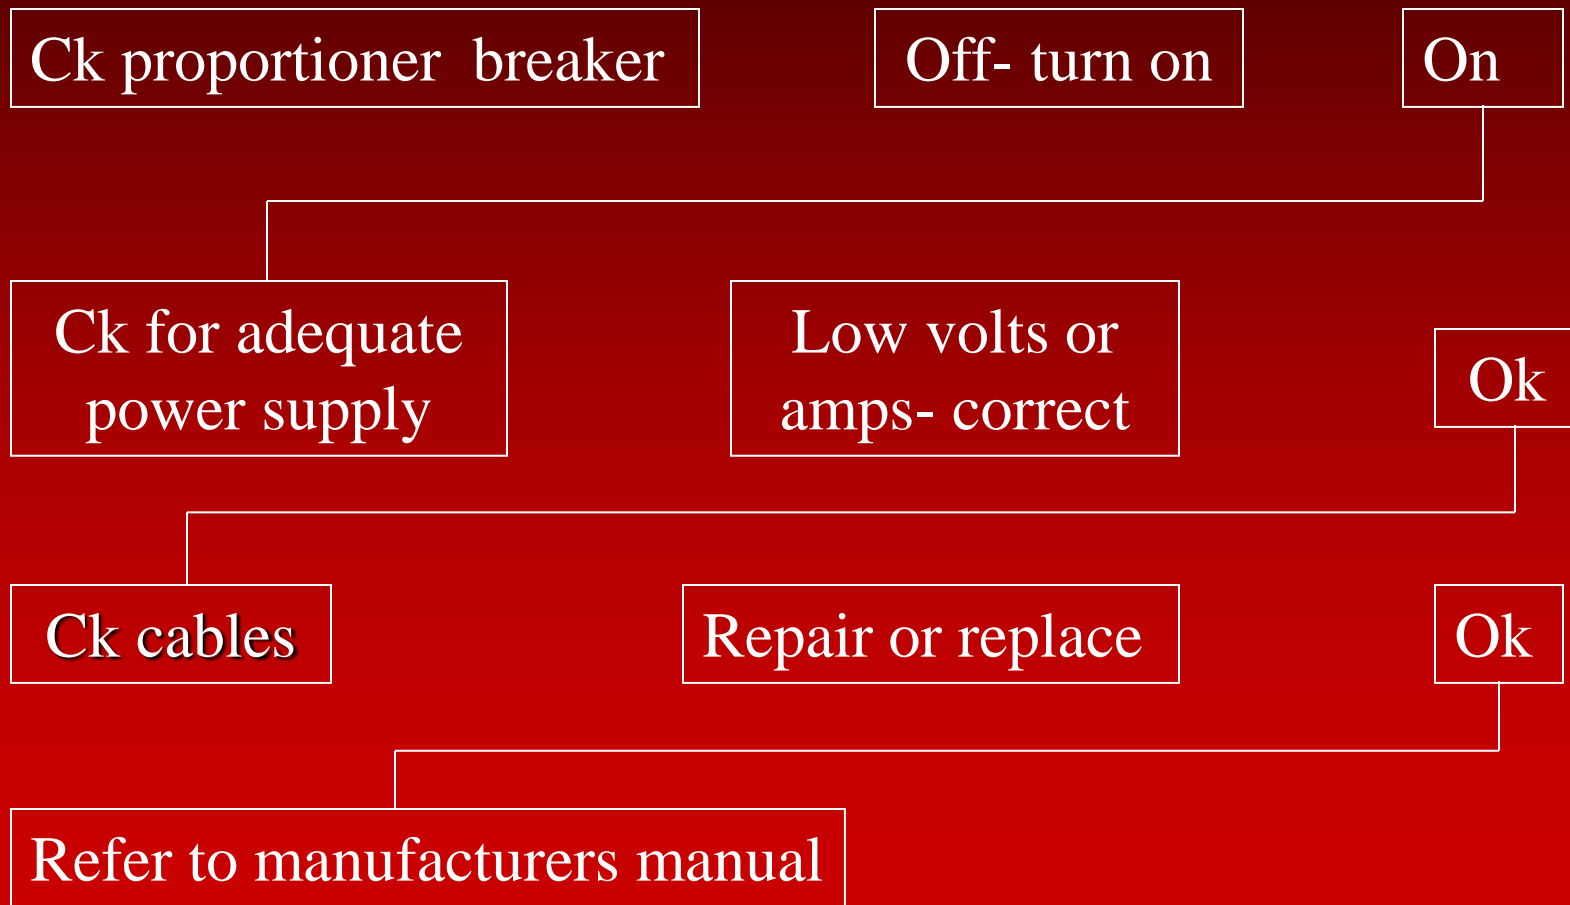 Ck proportioner breaker
Off- turn on
On
Ck for adequate
power supply
Low volts or
amps- correct
Ok
Ck cables
Repair or replace
Ok
Refer to manufacturers manual